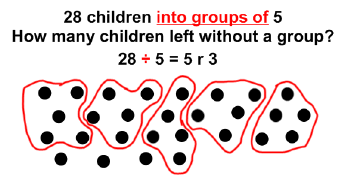 28 children into groups of 5
How many children left without a group?
28 ÷ 5 = 5 r 3